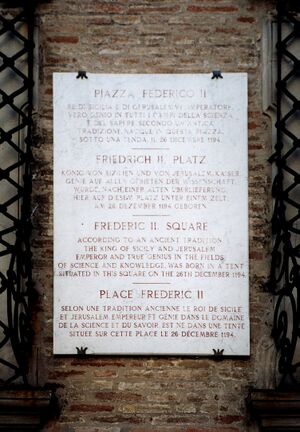 PIAZZA FEDERICO II
RE DI SICILIA E DI GERUSALEMME IMPERATORE,
VERO GENIO IN TUTTI I CAMPI DELLA SCIENZA
E DEL SAPERE SECONDO UN'ANTICA
TRADIZIONE NACQUE IN QUESTA PIAZZA,
SOTTO UNA TENDA IL 26 DICEMBRE 1194.
FRIEDRICH II. PLATZ
KÖNIG VON SIZILIEN UND VON JERUSALEM, KAISER,
GENIE AUF ALLEN GEBIETEN DER WISSENSCHAFT,
WURDE, NACH EINER ALTEN ÜBERLIEFERUNG,
HIER AUF DIESEM PLATZ UNTER EINEM ZELT,
AM 26 DEZEMBER 1194 GEBOREN.
FREDERIC II SQUARE
ACCORDING TO AN ANCIENT TRADITION
THE KING OF SICILY AND JERUSALEM
EMPEROR AND TRUE GENIUS IN THE FIELDS
OF SCIENCE AND KNOWLEDGE, WAS BORN IN A TENT
SITUATED IN THIS SQUARE ON THE 26TH DECEMBER 1194.
PLACE FREDERIC II
SELON UNE TRADITION ANCIENNE LE ROI DE SICILE
ET JERUSALEM, EMPEREUR ET GENIE DANS LE DOMAINE
DE LA SCIENCE ET DU SAVOIR, EST NE DANS UNE TENTE
SITUÉE SUR CETTE PLACE LE 26 DÉCEMBRE 1194.